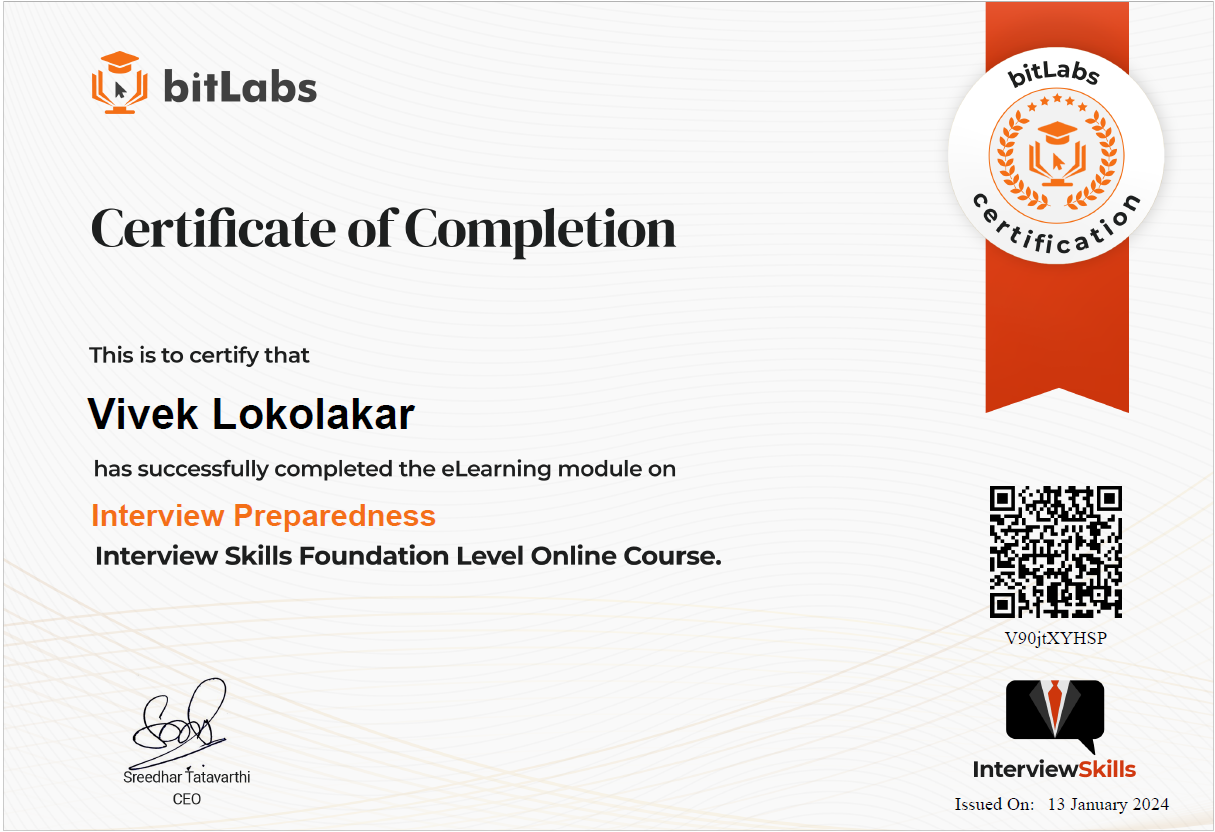 bitLabs
bitLabs
certification
Certificate of Completion
This is to certify that
Vivek Lokolakar
has successfully completed the eLearning module on
Interview Preparedness
Interview Skills Foundation Level Online Course.
V90jtXYHSP
Sreedhar Tatavarthi
CEO
InterviewSkills
Issued On: 13 January 2024